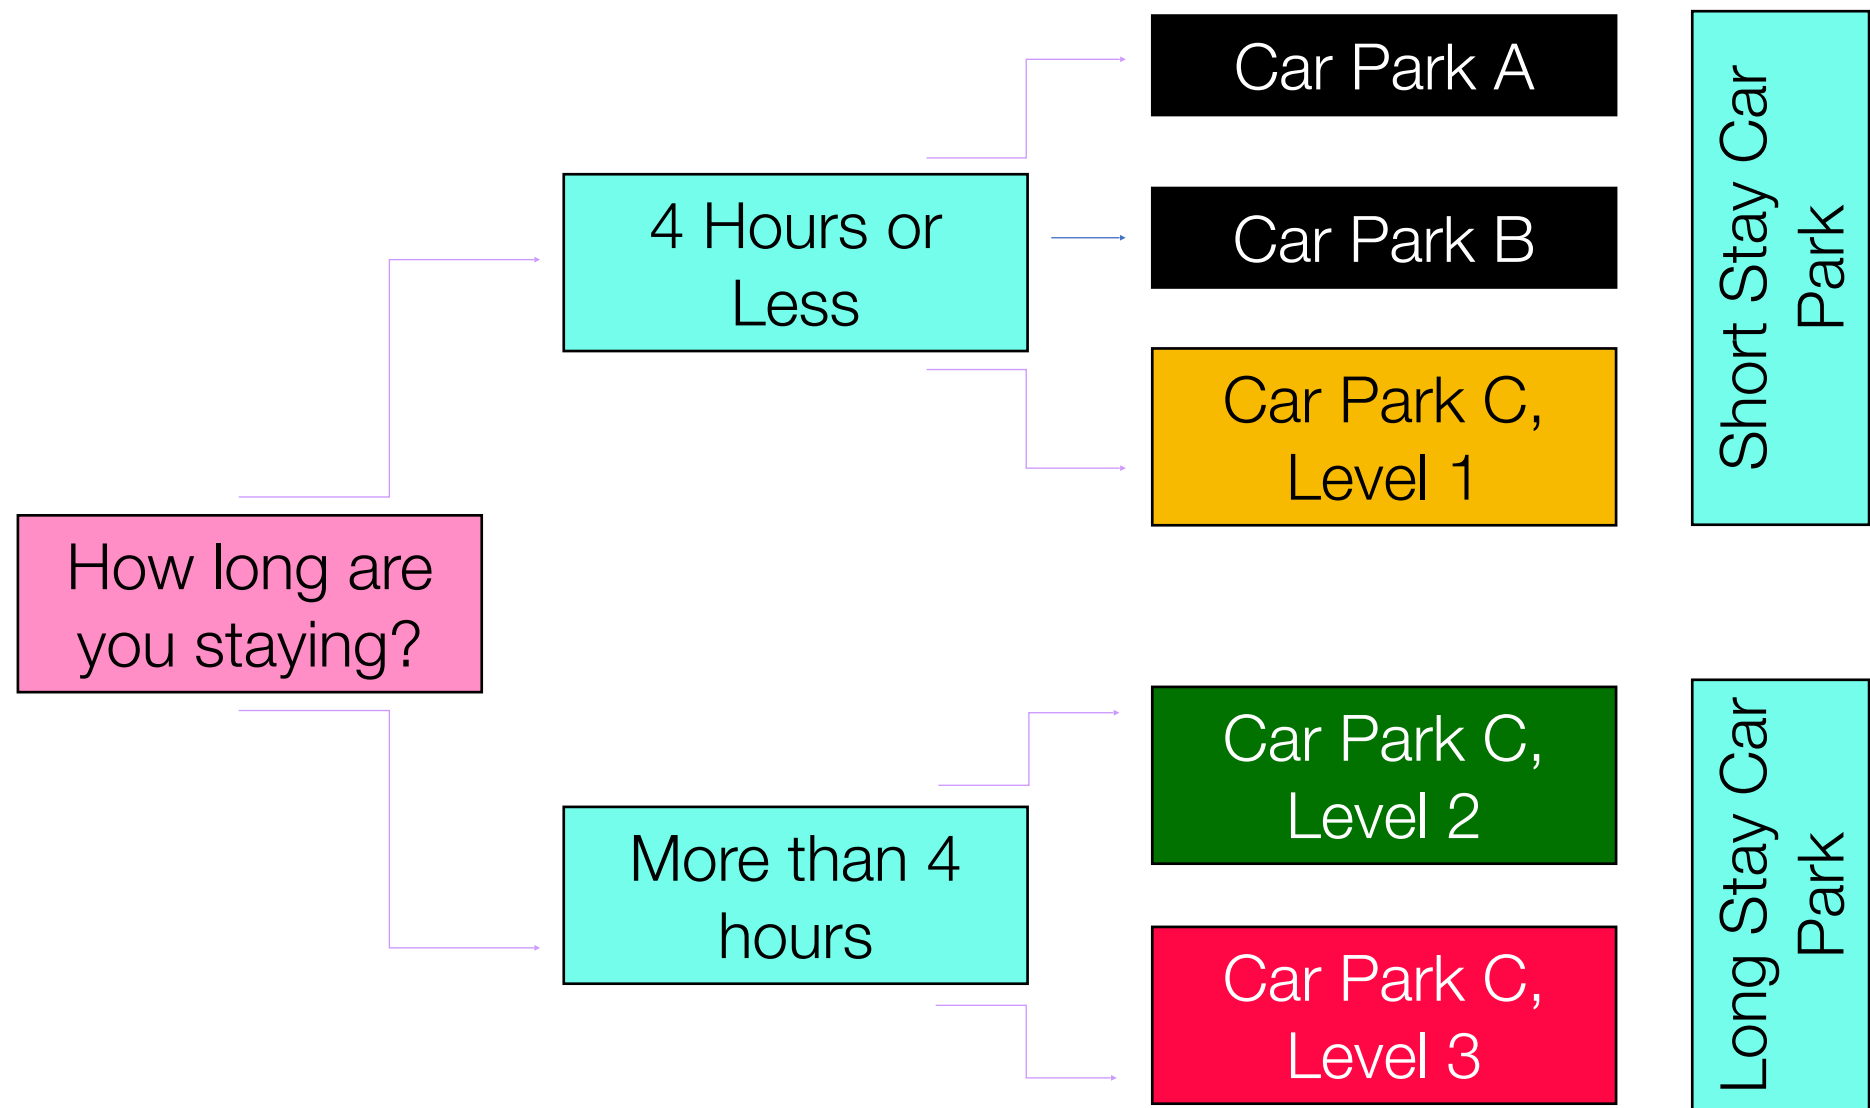 How long are
you staying?
4 Hours or
Less
Car Park A
Car Park B
Car Park C,
Level 1
Short Stay Car
Park
More than 4
hours
Car Park C,
Level 2
Car Park C,
Level 3
Long Stay Car
Park